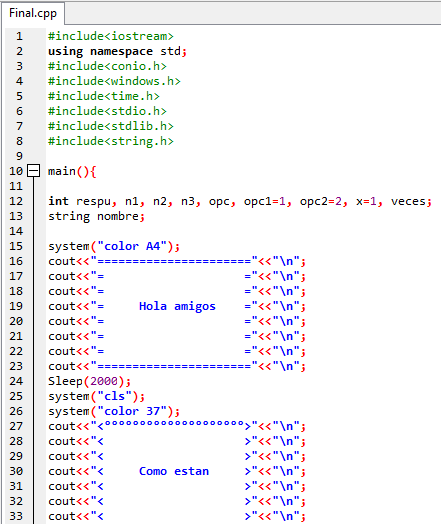 Final.cpp
1 #include<iostream>
2 using namespace std;
3 #include<conio.h>
4 #include<windows.h>
5 #include<time.h>
6 #include<stdio.h>
7 #include<stdlib.h>
8 #include<string.h>
9
10 main(){
11
12 int respu, n1, n2, n3, opc, opc1=1, opc2=2, x=1, veces;
13 string nombre;
14
15 system("color A4");
16 cout<<"======================"<<"\n";
17 cout<<"=                    ="<<"\n";
18 cout<<"=                    ="<<"\n";
19 cout<<"=     Hola amigos    ="<<"\n";
20 cout<<"=                    ="<<"\n";
21 cout<<"=                    ="<<"\n";
22 cout<<"=                    ="<<"\n";
23 cout<<"======================"<<"\n";
24 Sleep(2000);
25 system("cls");
26 system("color 37");
27 cout<<"<°°°°°°°°°°°°°°°°°°°°>"<<"\n";
28 cout<<"<                    >"<<"\n";
29 cout<<"<                    >"<<"\n";
30 cout<<"<     Como estan     >"<<"\n";
31 cout<<"<                    >"<<"\n";
32 cout<<"<                    >"<<"\n";
33 cout<<"<                    >"<<"\n";